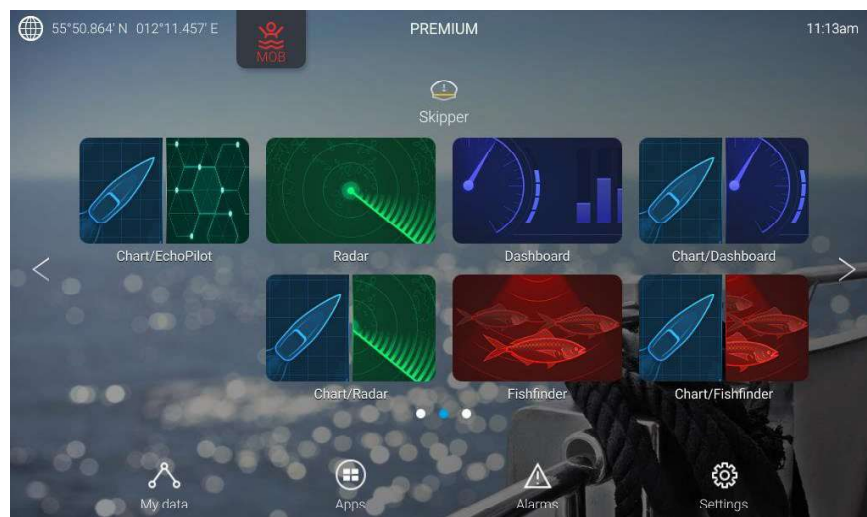 55°50.864' N 012°11.457' E
MOB
PREMIUM
11:13am
Skipper
Chart/EchoPilot
Radar
Dashboard
Chart/Dashboard
Chart/Radar
Fishfinder
Chart/Fishfinder
My data
Apps
Alarms
Settings